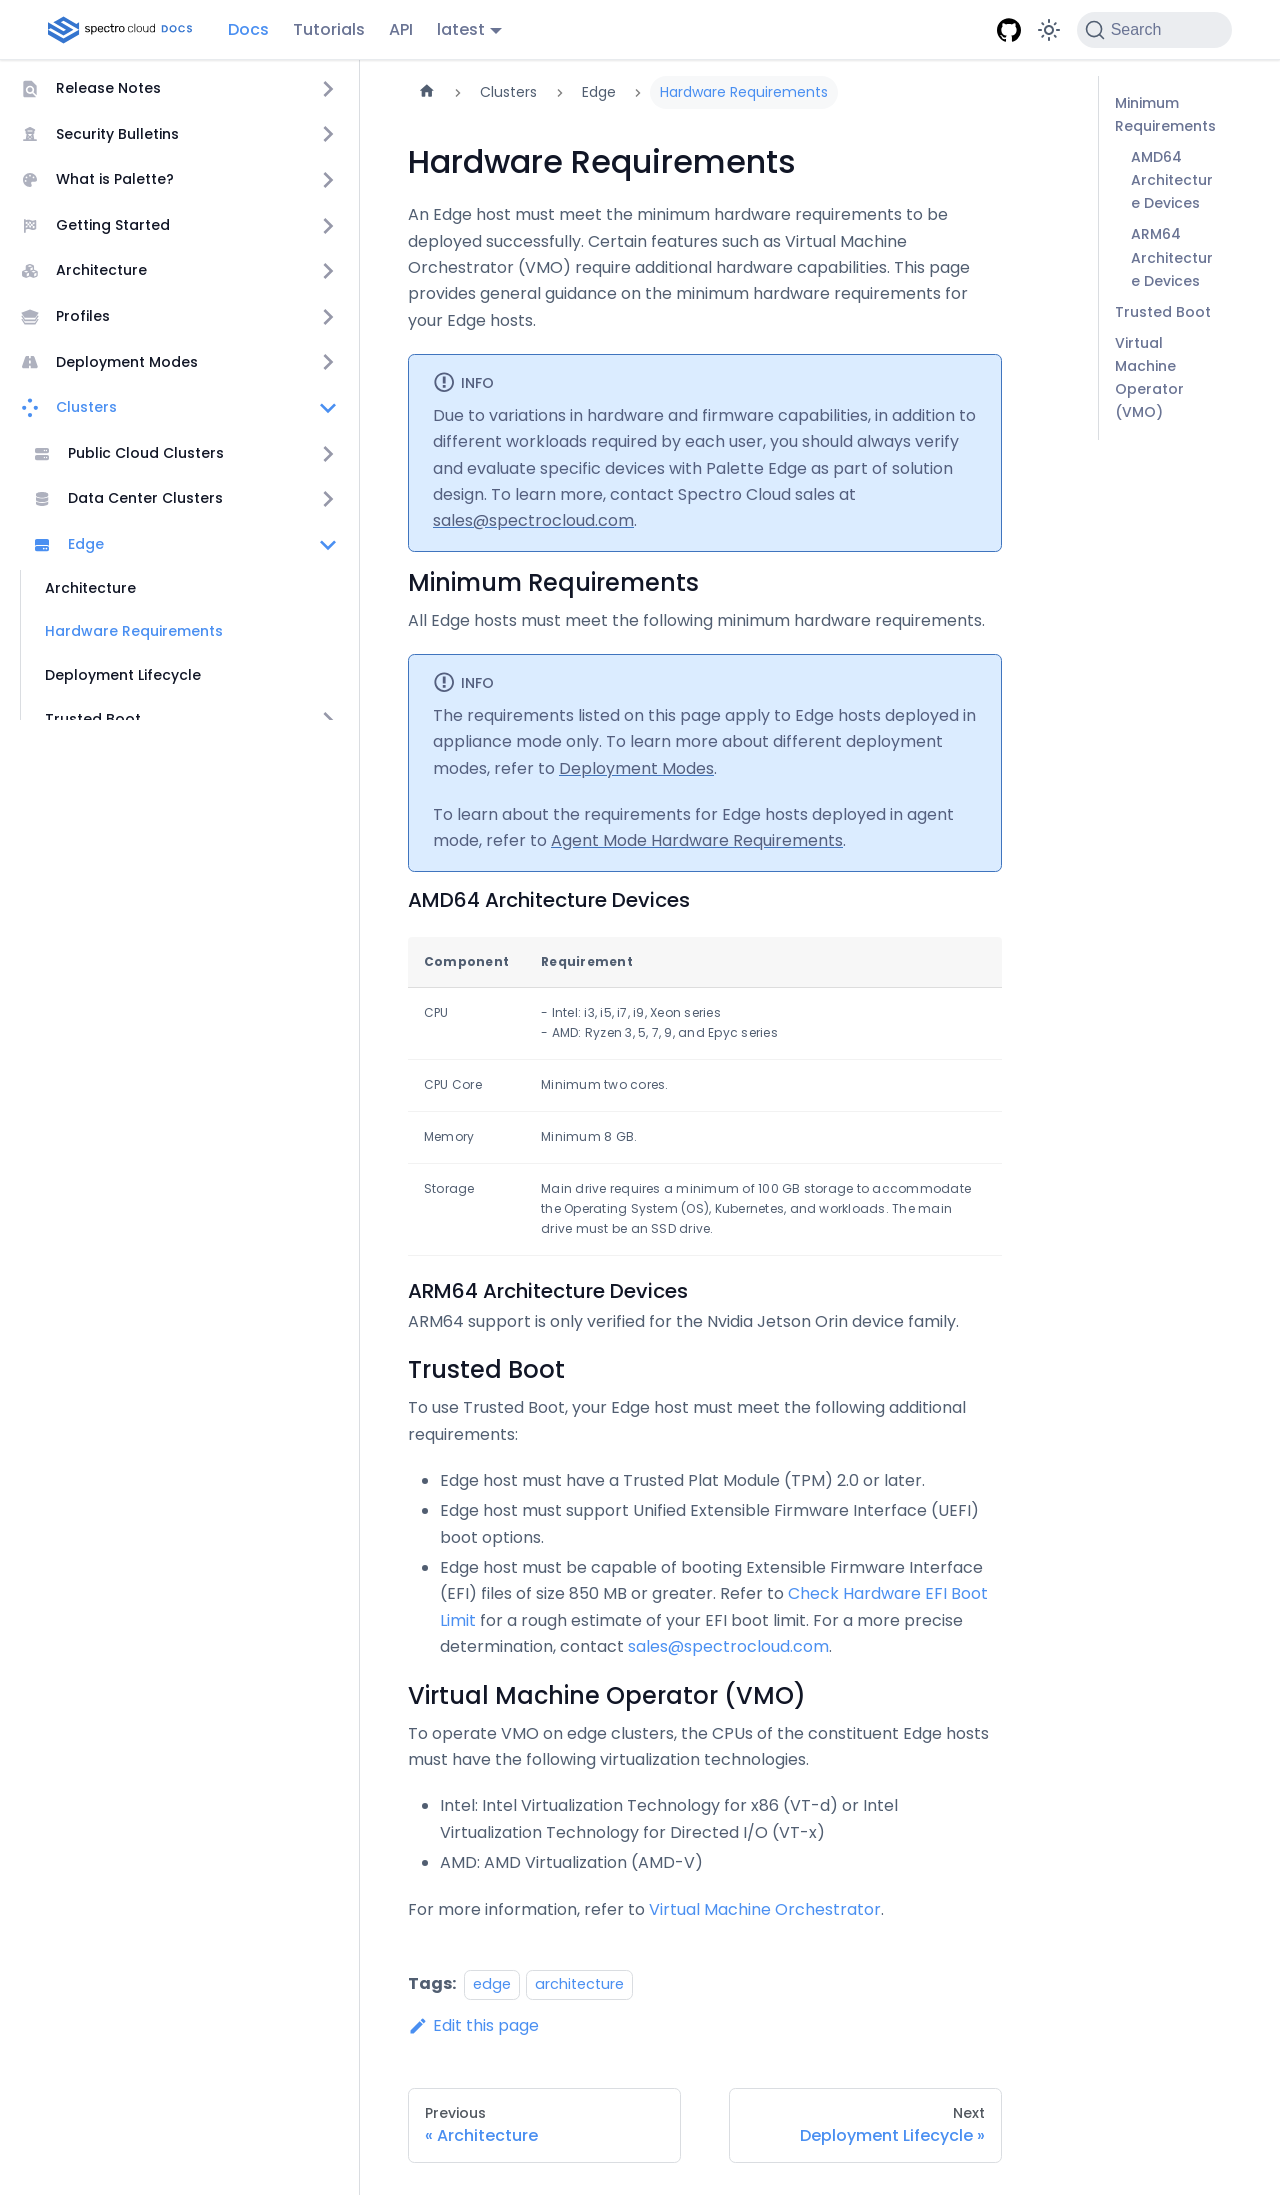 spectro cloud DOCS
Docs
Tutorials
API
latest
Search
Release Notes
Security Bulletins
What is Palette?
Getting Started
Architecture
Profiles
Deployment Modes
Clusters
Public Cloud Clusters
Data Center Clusters
Edge
Architecture
Hardware Requirements
Deployment Lifecycle
Trusted Boot
Clusters
Edge
Hardware Requirements
Hardware Requirements
An Edge host must meet the minimum hardware requirements to be
deployed successfully. Certain features such as Virtual Machine
Orchestrator (VMO) require additional hardware capabilities. This page
provides general guidance on the minimum hardware requirements for
your Edge hosts.
INFO
Due to variations in hardware and firmware capabilities, in addition to
different workloads required by each user, you should always verify
and evaluate specific devices with Palette Edge as part of solution
design. To learn more, contact Spectro Cloud sales at
sales@spectrocloud.com.
Minimum Requirements
All Edge hosts must meet the following minimum hardware requirements.
INFO
The requirements listed on this page apply to Edge hosts deployed in
appliance mode only. To learn more about different deployment
modes, refer to Deployment Modes.
To learn about the requirements for Edge hosts deployed in agent
mode, refer to Agent Mode Hardware Requirements.
AMD64 Architecture Devices
Component Requirement
CPU - Intel: i3, i5, i7, i9, Xeon series
- AMD: Ryzen 3, 5, 7, 9, and Epyc series
CPU Core Minimum two cores.
Memory Minimum 8 GB.
Storage Main drive requires a minimum of 100 GB storage to accommodate
the Operating System (OS), Kubernetes, and workloads. The main
drive must be an SSD drive.
ARM64 Architecture Devices
ARM64 support is only verified for the Nvidia Jetson Orin device family.
Trusted Boot
To use Trusted Boot, your Edge host must meet the following additional
requirements:
Edge host must have a Trusted Plat Module (TPM) 2.0 or later.
Edge host must support Unified Extensible Firmware Interface (UEFI)
boot options.
Edge host must be capable of booting Extensible Firmware Interface
(EFI) files of size 850 MB or greater. Refer to Check Hardware EFI Boot
Limit for a rough estimate of your EFI boot limit. For a more precise
determination, contact sales@spectrocloud.com.
Virtual Machine Operator (VMO)
To operate VMO on edge clusters, the CPUs of the constituent Edge hosts
must have the following virtualization technologies.
Intel: Intel Virtualization Technology for x86 (VT-d) or Intel
Virtualization Technology for Directed I/O (VT-x)
AMD: AMD Virtualization (AMD-V)
For more information, refer to Virtual Machine Orchestrator.
Tags: edge architecture
Edit this page
Previous
« Architecture
Next
Deployment Lifecycle »
Minimum
Requirements
AMD64
Architectur
e Devices
ARM64
Architectur
e Devices
Trusted Boot
Virtual
Machine
Operator
(VMO)